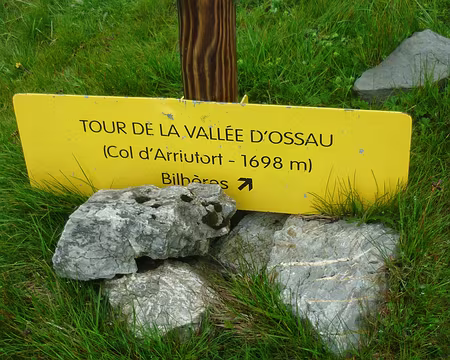 TOUR DE LA VALLÉE D'OSSAU
(Col d'Arriutort - 1698 m)
Bilhères